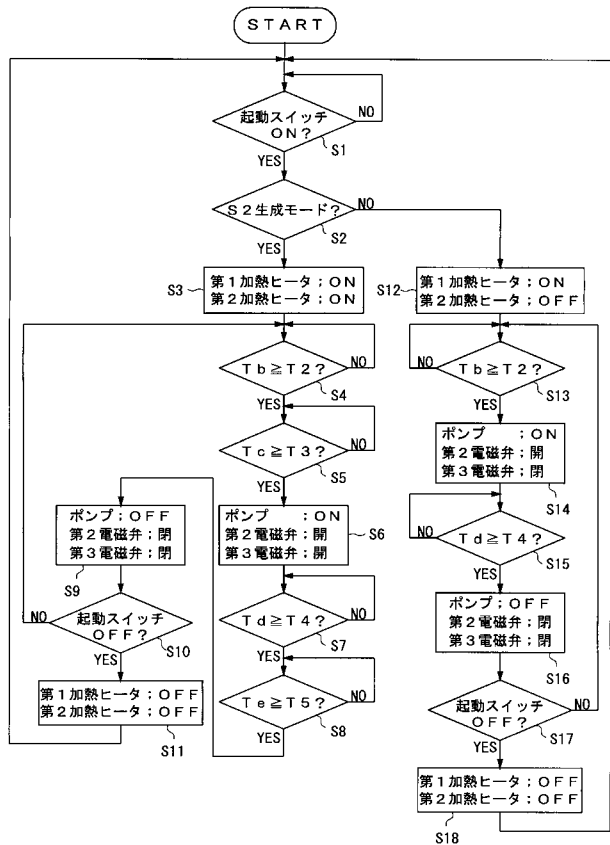 START
起動スイッチ
ON?
NO
S1
YES
S2生成モード?
NO
S2
YES
S3
第1加熱ヒータ;ON
第2加熱ヒータ;ON
Tb≧T2?
NO
S4
YES
Tc≧T3?
NO
S5
YES
ポンプ ;ON
第2電磁弁;開
第3電磁弁;開
S6
Td≧T4?
NO
S7
YES
Te≧T5?
NO
S8
YES
ポンプ;OFF
第2電磁弁;閉
第3電磁弁;閉
S9
NO
起動スイッチ
OFF?
S10
YES
第1加熱ヒータ;OFF
第2加熱ヒータ;OFF
S11
S12
第1加熱ヒータ;ON
第2加熱ヒータ;OFF
NO
Tb≧T2?
S13
YES
ポンプ ;ON
第2電磁弁;開
第3電磁弁;閉
S14
NO
Td≧T4?
S15
YES
ポンプ;OFF
第2電磁弁;閉
第3電磁弁;閉
S16
起動スイッチ
OFF?
NO
S17
YES
第1加熱ヒータ;OFF
第2加熱ヒータ;OFF
S18